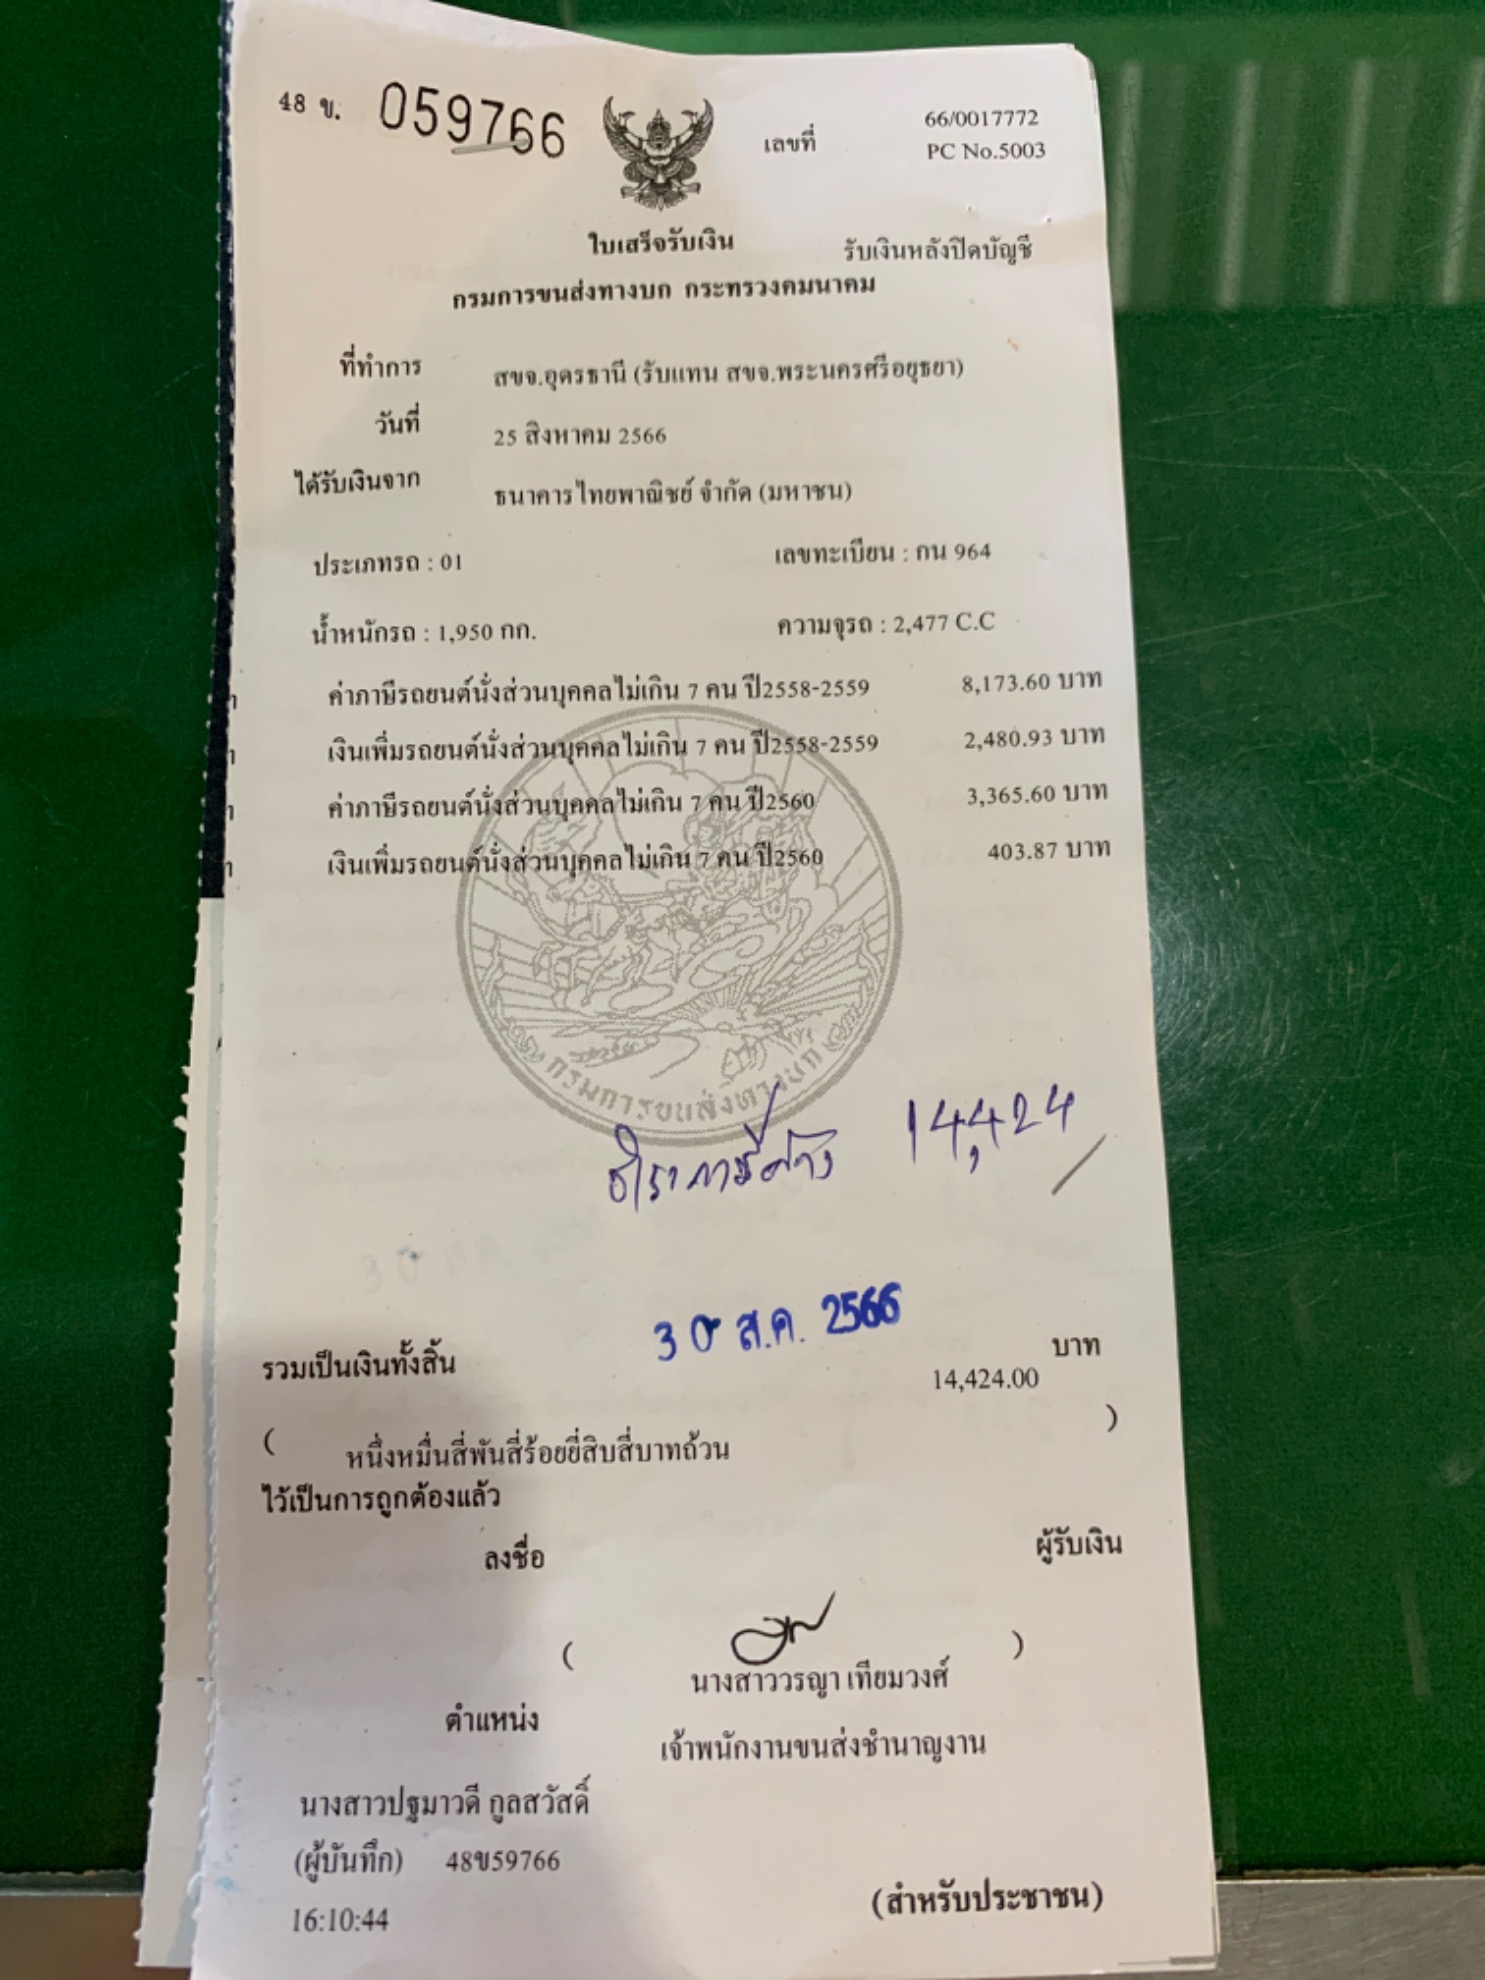 48 ข. 059766
เลขที่ 66/0017772
PC No.5003
ใบเสร็จรับเงิน รับเงินหลังปิดบัญชี
กรมการขนส่งทางบก กระทรวงคมนาคม
ที่ทำการ สขจ.อุดรธานี (รับแทน สขจ.พระนครศรีอยุธยา)
วันที่ 25 สิงหาคม 2566
ได้รับเงินจาก ธนาคารไทยพาณิชย์ จำกัด (มหาชน)
ประเภทรถ : 01 เลขทะเบียน : กน 964
น้ำหนักรถ : 1,950 กก. ความจุรถ : 2,477 C.C
ค่าภาษีรถยนต์นั่งส่วนบุคคลไม่เกิน 7 คน ปี2558-2559 8,173.60 บาท
เงินเพิ่มรถยนต์นั่งส่วนบุคคลไม่เกิน 7 คน ปี2558-2559 2,480.93 บาท
ค่าภาษีรถยนต์นั่งส่วนบุคคลไม่เกิน 7 คน ปี2560 3,365.60 บาท
เงินเพิ่มรถยนต์นั่งส่วนบุคคลไม่เกิน 7 คน ปี2560 403.87 บาท
กรมการขนส่งทางบก
14,424
30 ส.ค. 2566
รวมเป็นเงินทั้งสิ้น 14,424.00 บาท
( หนึ่งหมื่นสี่พันสี่ร้อยยี่สิบสี่บาทถ้วน )
ไว้เป็นการถูกต้องแล้ว
ลงชื่อ ผู้รับเงิน
( นางสาววรญา เทียมวงศ์ )
ตำแหน่ง เจ้าพนักงานขนส่งชำนาญงาน
นางสาวปฐมาวดี กูลสวัสดิ์
(ผู้บันทึก) 48ข59766
16:10:44 (สำหรับประชาชน)